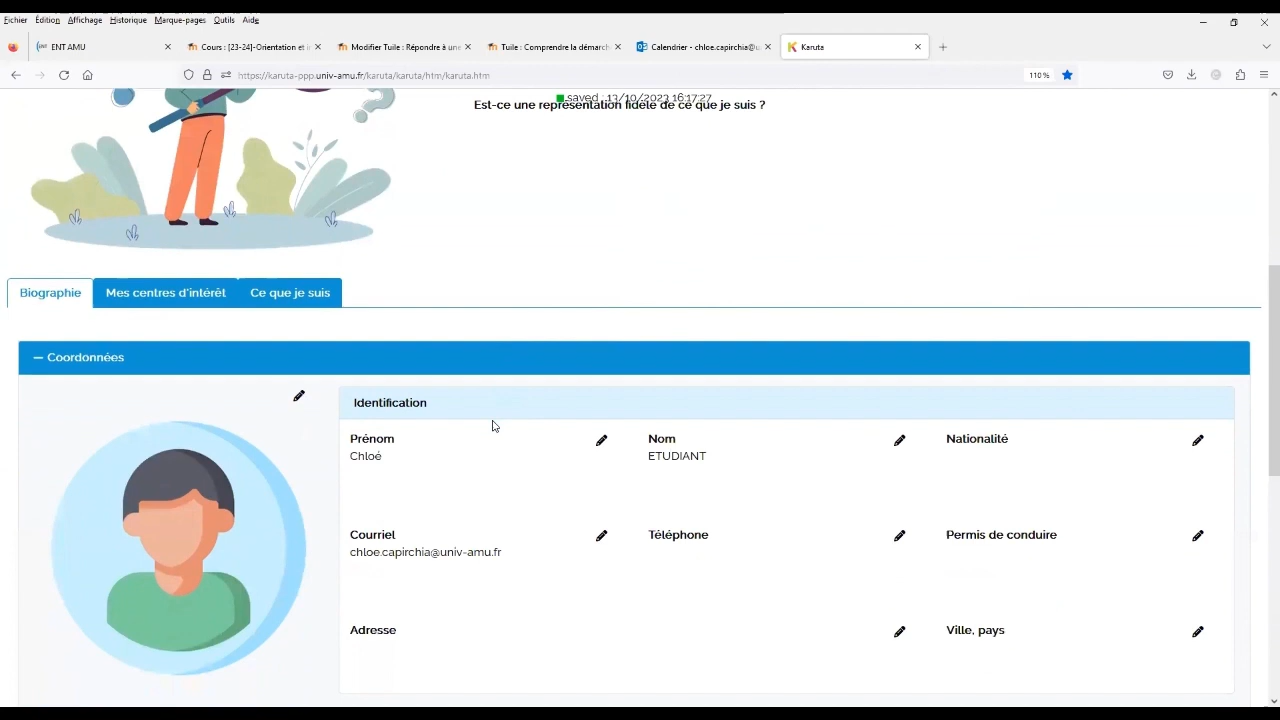 Fichier Édition Affichage Historique Marque-pages Outils Aide
ENT AMU
Cours : [23-24]-Orientation et i
Modifier Tuile : Répondre à une
Tuile : Comprendre la démarch
Calendrier - chloe.capirchia@u
Karuta
https://karuta-ppp.univ-amu.fr/karuta/karuta/htm/karuta.htm
110 %
saved : 13/10/2023 16:17:27
Est-ce une représentation fidèle de ce que je suis ?
Biographie Mes centres d'intérêt Ce que je suis
Coordonnées
Identification
Prénom
Chloé
Nom
ETUDIANT
Nationalité
Courriel
chloe.capirchia@univ-amu.fr
Téléphone
Permis de conduire
Adresse
Ville, pays